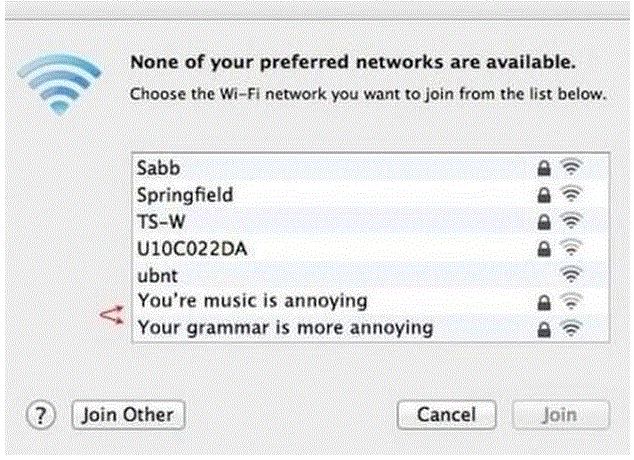 None of your preferred networks are available.
Choose the Wi-Fi network you want to join from the list below.
Sabb
Springfield
TS-W
U10C022DA
ubnt
You're music is annoying
Your grammar is more annoying
? Join Other Cancel Join